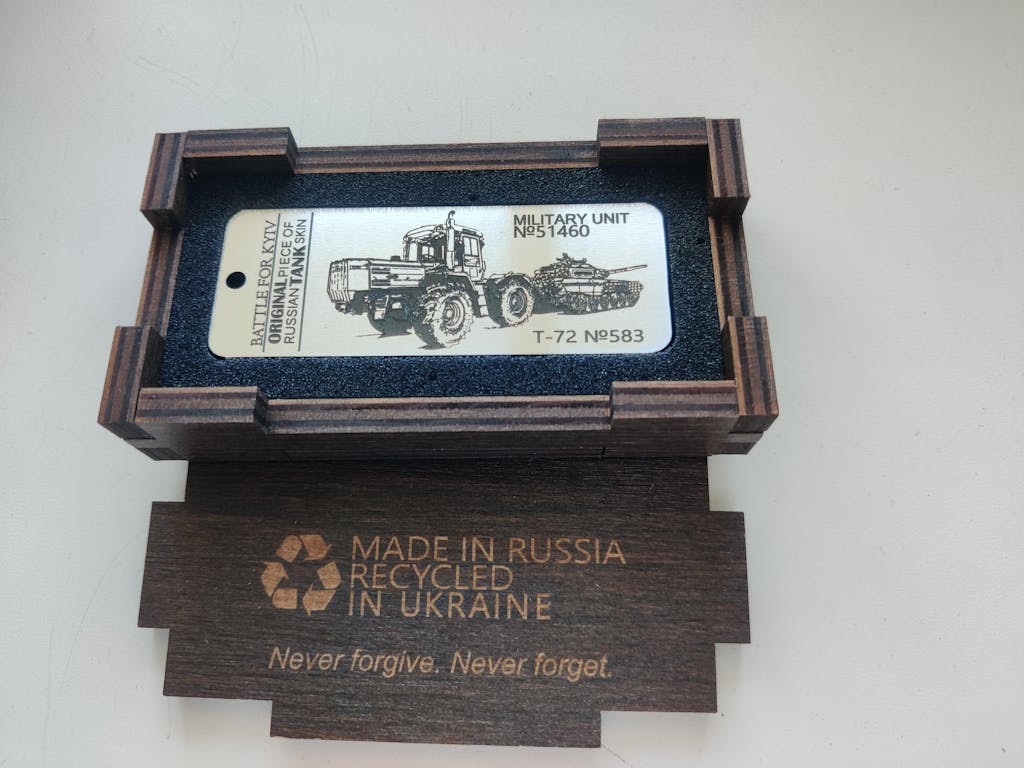 BATTLE FOR KYIV
ORIGINAL PIECE OF
RUSSIAN TANK SKIN
MILITARY UNIT
№51460
T-72 №583
MADE IN RUSSIA
RECYCLED
IN UKRAINE
Never forgive. Never forget.